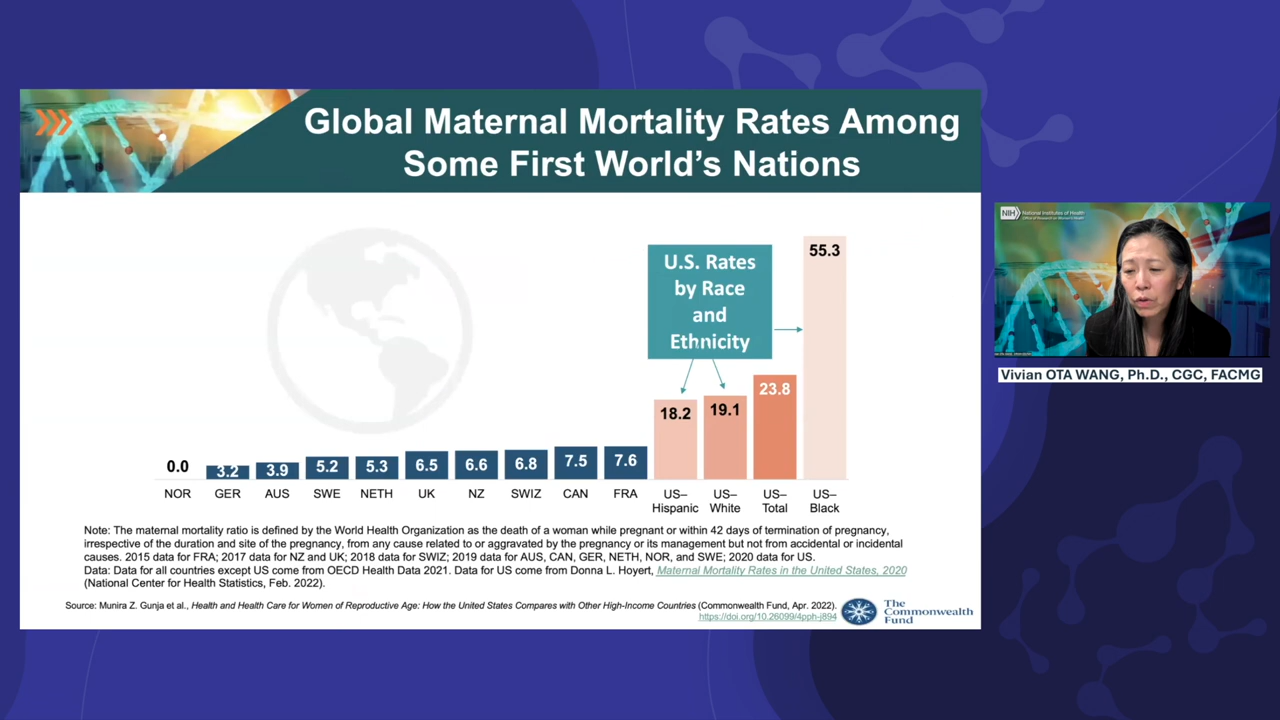 Global Maternal Mortality Rates Among
Some First World's Nations
U.S. Rates
by Race
and
Ethnicity
0.0
3.2
3.9
5.2
5.3
6.5
6.6
6.8
7.5
7.6
18.2
19.1
23.8
55.3
NOR
GER
AUS
SWE
NETH
UK
NZ
SWIZ
CAN
FRA
US–
Hispanic
US–
White
US–
Total
US–
Black
Note: The maternal mortality ratio is defined by the World Health Organization as the death of a woman while pregnant or within 42 days of termination of pregnancy,
irrespective of the duration and site of the pregnancy, from any cause related to or aggravated by the pregnancy or its management but not from accidental or incidental
causes. 2015 data for FRA; 2017 data for NZ and UK; 2018 data for SWIZ; 2019 data for AUS, CAN, GER, NETH, NOR, and SWE; 2020 data for US.
Data: Data for all countries except US come from OECD Health Data 2021. Data for US come from Donna L. Hoyert, Maternal Mortality Rates in the United States, 2020
(National Center for Health Statistics, Feb. 2022).
Source: Munira Z. Gunja et al., Health and Health Care for Women of Reproductive Age: How the United States Compares with Other High-Income Countries (Commonwealth Fund, Apr. 2022).
https://doi.org/10.26099/4pph-j894
The
Commonwealth
Fund
NIH
National Institutes of Health
Office of Research on Women's Health
Vivian OTA WANG, Ph.D., CGC, FACMG